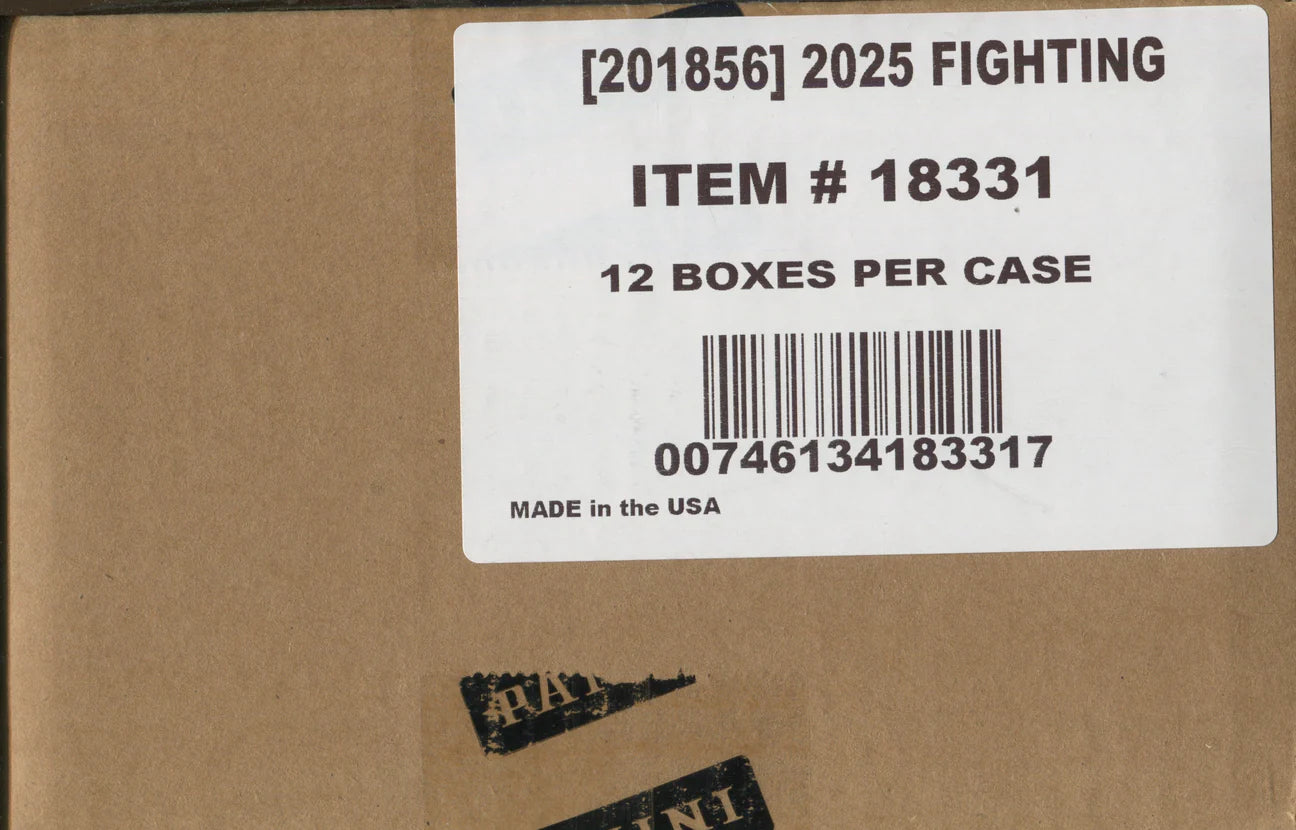 [201856] 2025 FIGHTING
ITEM # 18331
12 BOXES PER CASE
00746134183317
MADE in the USA